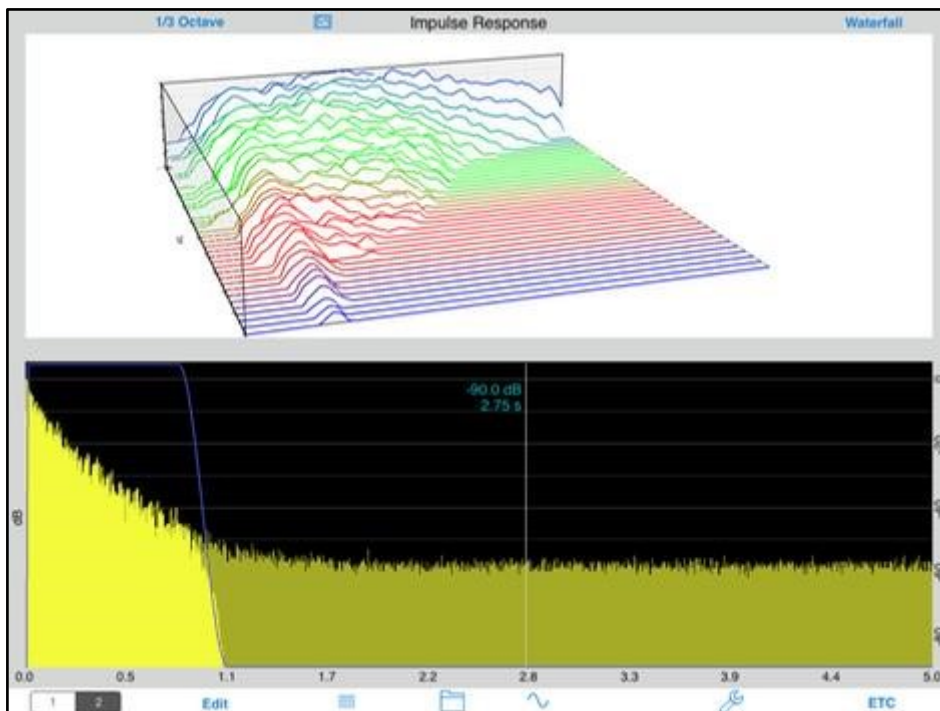 1/3 Octave Impulse Response Waterfall
-90.0 dB
2.75 s
dB
0.0 0.5 1.1 1.7 2.2 2.8 3.3 3.9 4.4 5.0
1 2 Edit ETC